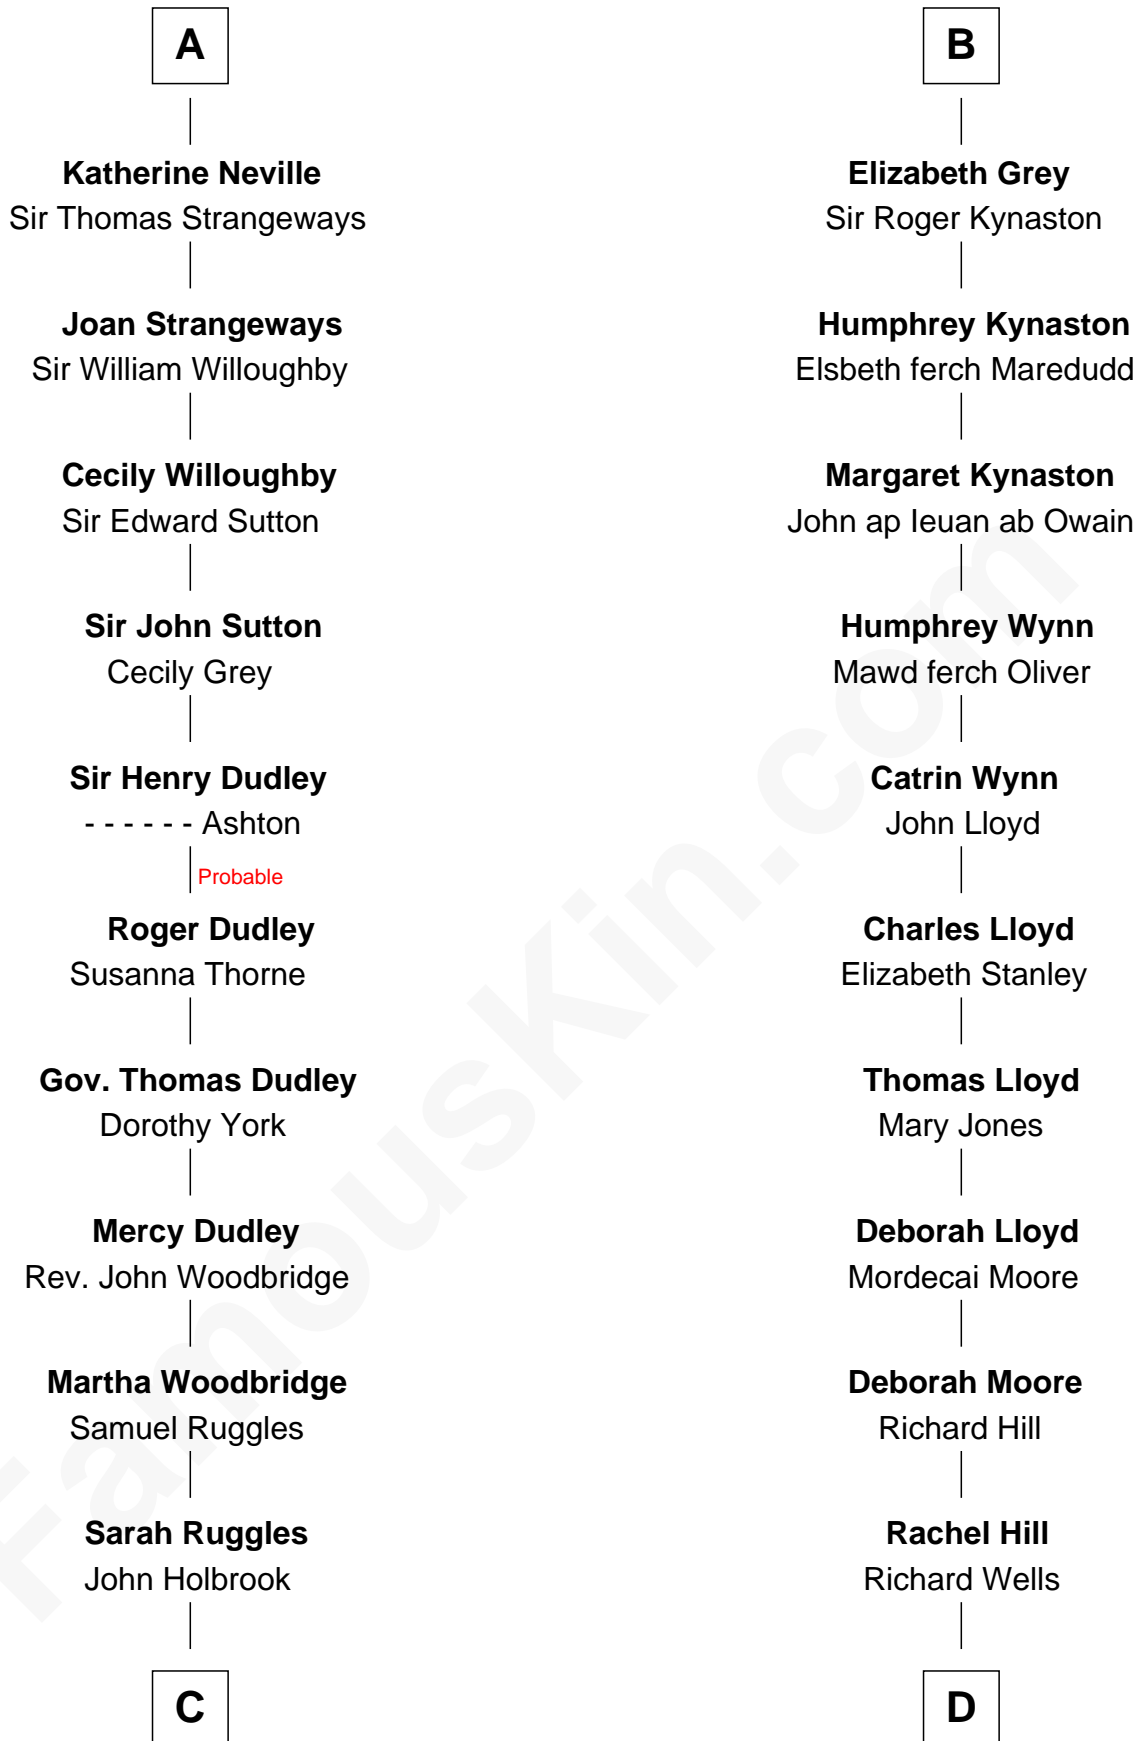 A
Katherine Neville
Sir Thomas Strangeways
Joan Strangeways
Sir William Willoughby
Cecily Willoughby
Sir Edward Sutton
Sir John Sutton
Cecily Grey
Sir Henry Dudley
- - - - - - Ashton
Probable
Roger Dudley
Susanna Thorne
Gov. Thomas Dudley
Dorothy York
Mercy Dudley
Rev. John Woodbridge
Martha Woodbridge
Samuel Ruggles
Sarah Ruggles
John Holbrook
C
B
Elizabeth Grey
Sir Roger Kynaston
Humphrey Kynaston
Elsbeth ferch Maredudd
Margaret Kynaston
John ap Ieuan ab Owain
Humphrey Wynn
Mawd ferch Oliver
Catrin Wynn
John Lloyd
Charles Lloyd
Elizabeth Stanley
Thomas Lloyd
Mary Jones
Deborah Lloyd
Mordecai Moore
Deborah Moore
Richard Hill
Rachel Hill
Richard Wells
D
FamousKin.com